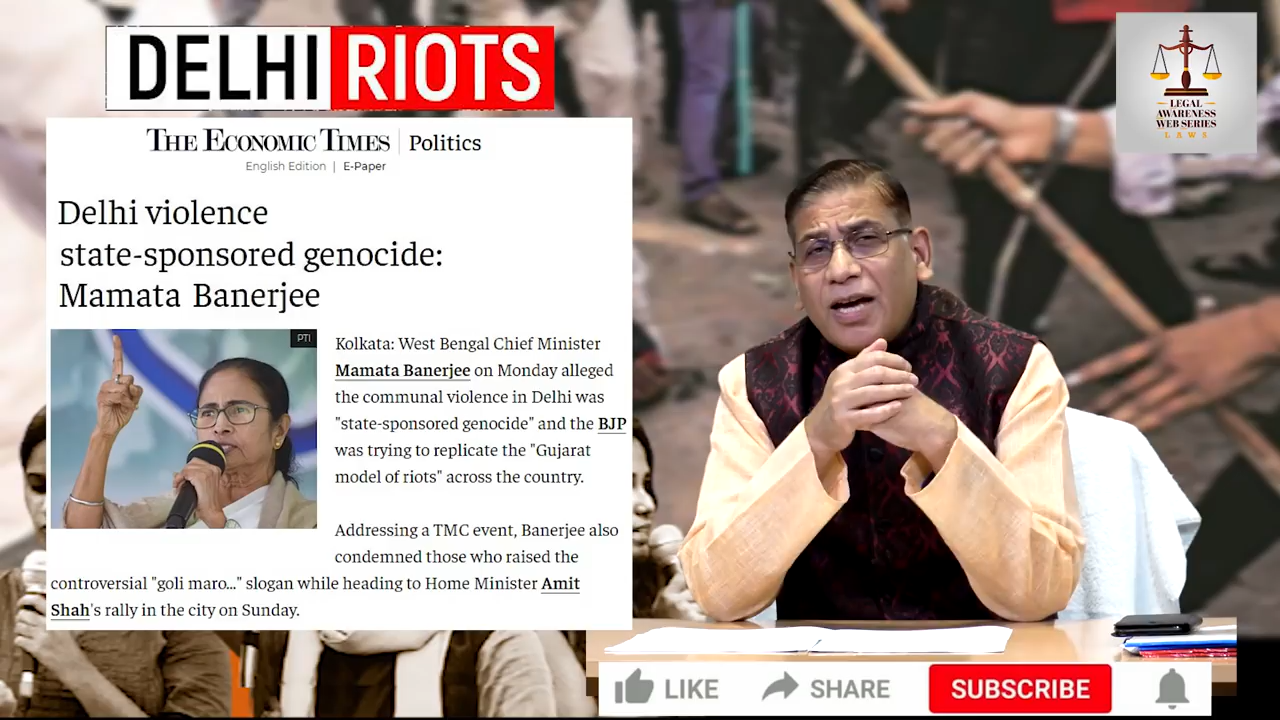 DELHI RIOTS
THE ECONOMIC TIMES | Politics
English Edition | E-Paper
Delhi violence
state-sponsored genocide:
Mamata Banerjee
PTI
Kolkata: West Bengal Chief Minister
Mamata Banerjee on Monday alleged
the communal violence in Delhi was
"state-sponsored genocide" and the BJP
was trying to replicate the "Gujarat
model of riots" across the country.
Addressing a TMC event, Banerjee also
condemned those who raised the
controversial "goli maro..." slogan while heading to Home Minister Amit
Shah's rally in the city on Sunday.
LEGAL
AWARENESS
WEB SERIES
LAWS
LIKE
SHARE
SUBSCRIBE